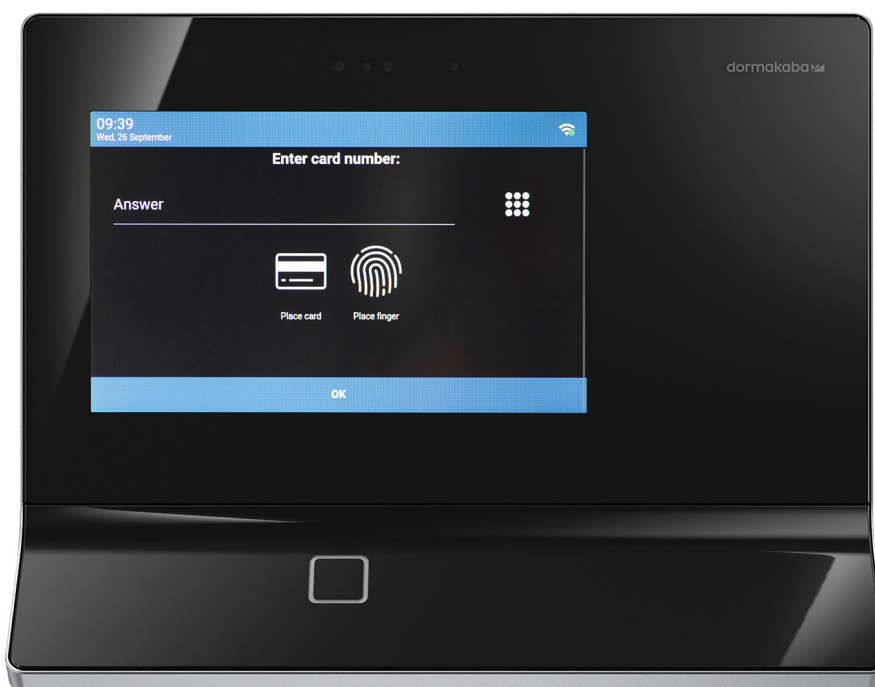 dormakaba
09:39
Wed, 26 September
Enter card number:
Answer
Place card Place finger
OK